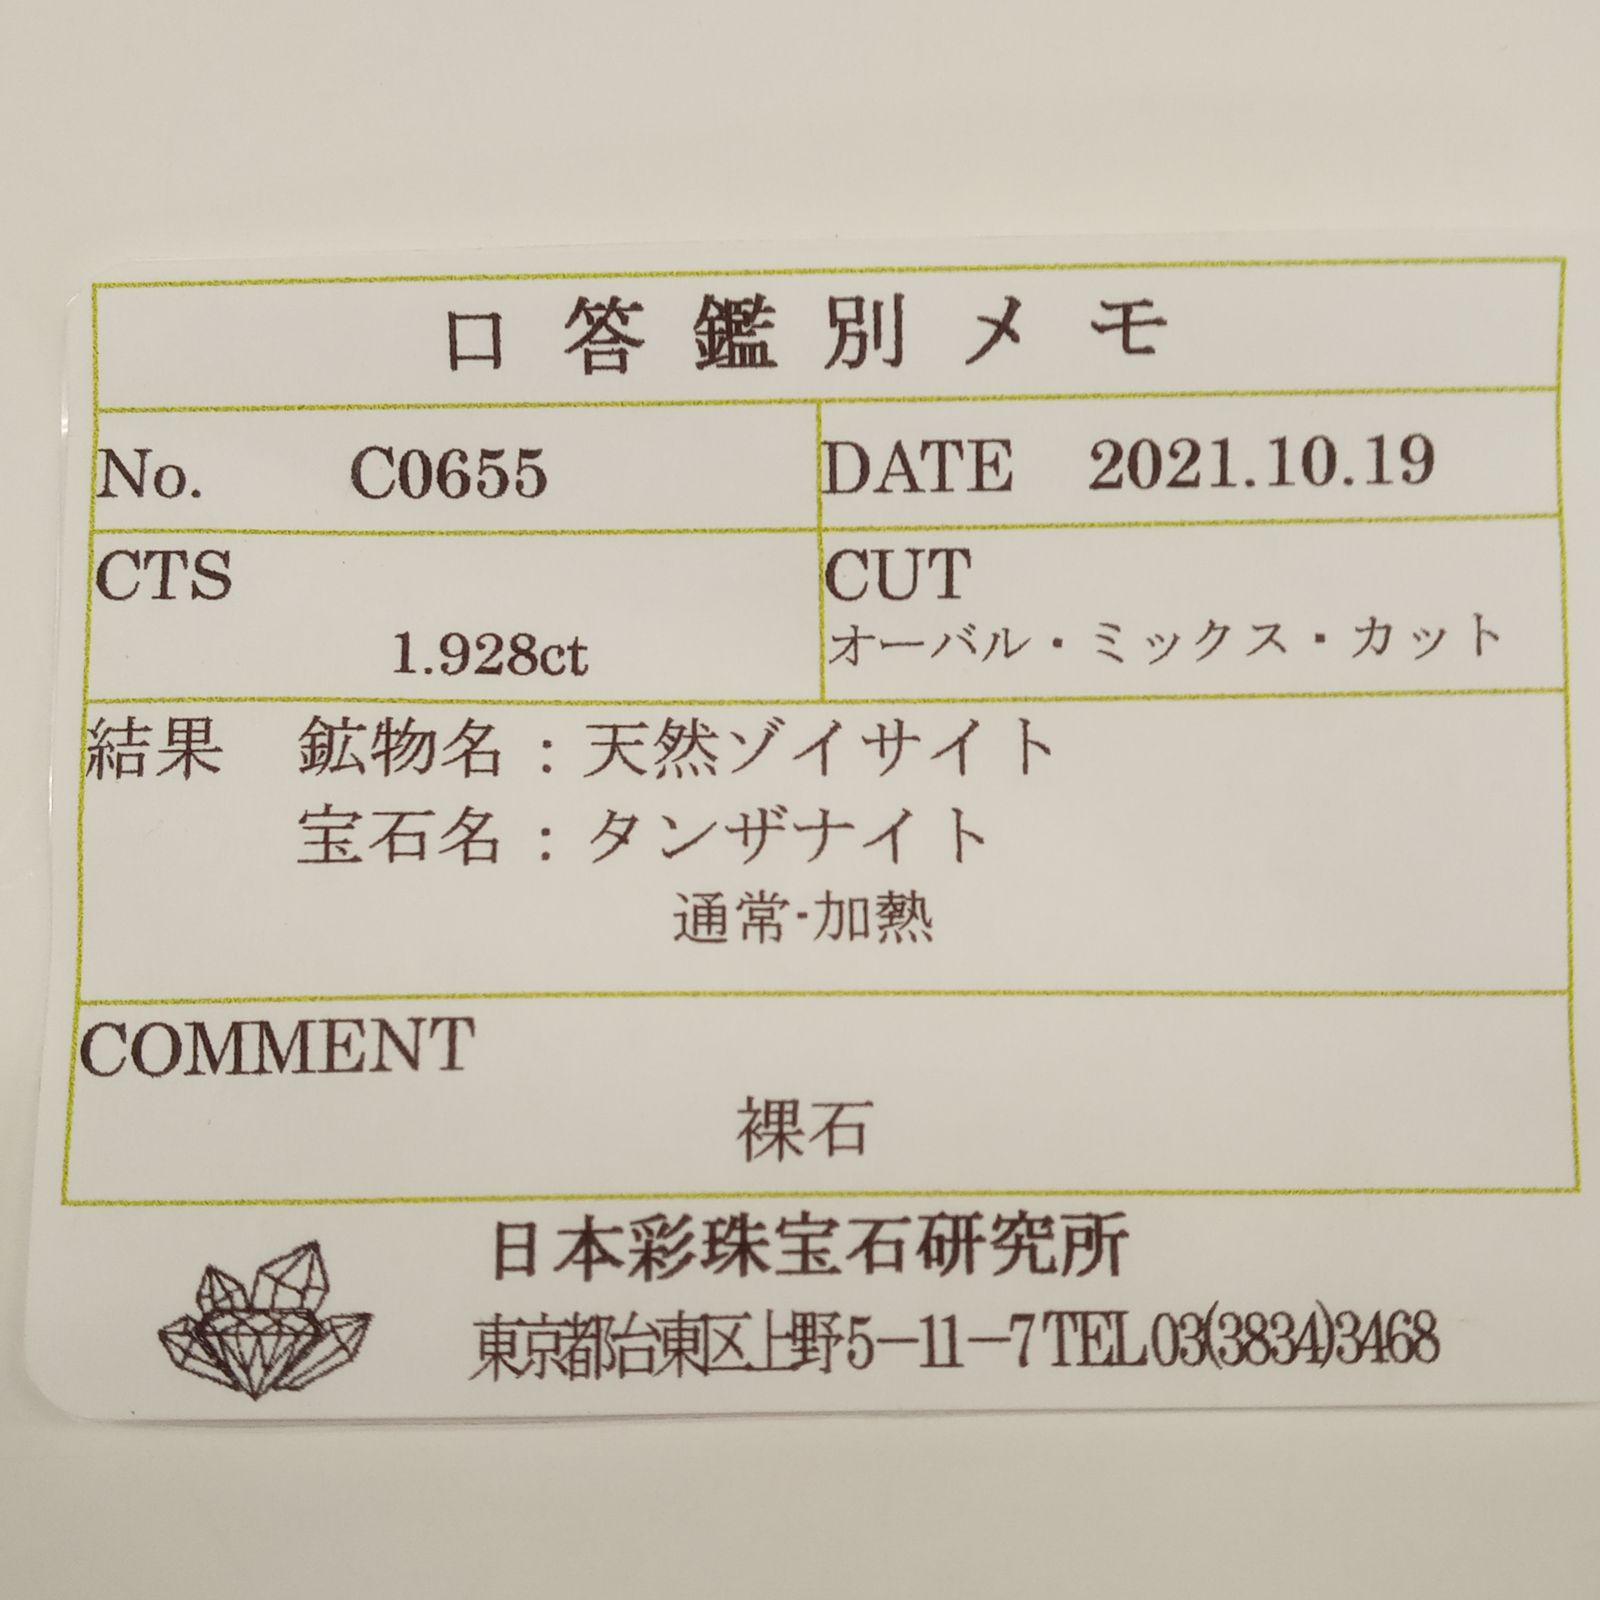 口答鑑別メモ
No. C0655 DATE 2021.10.19
CTS CUT
1.928ct オーバル・ミックス・カット
結果 鉱物名：天然ゾイサイト
宝石名：タンザナイト
通常･加熱
COMMENT
裸石
日本彩珠宝石研究所
東京都台東区上野5－11－7 TEL 03(3834)3468